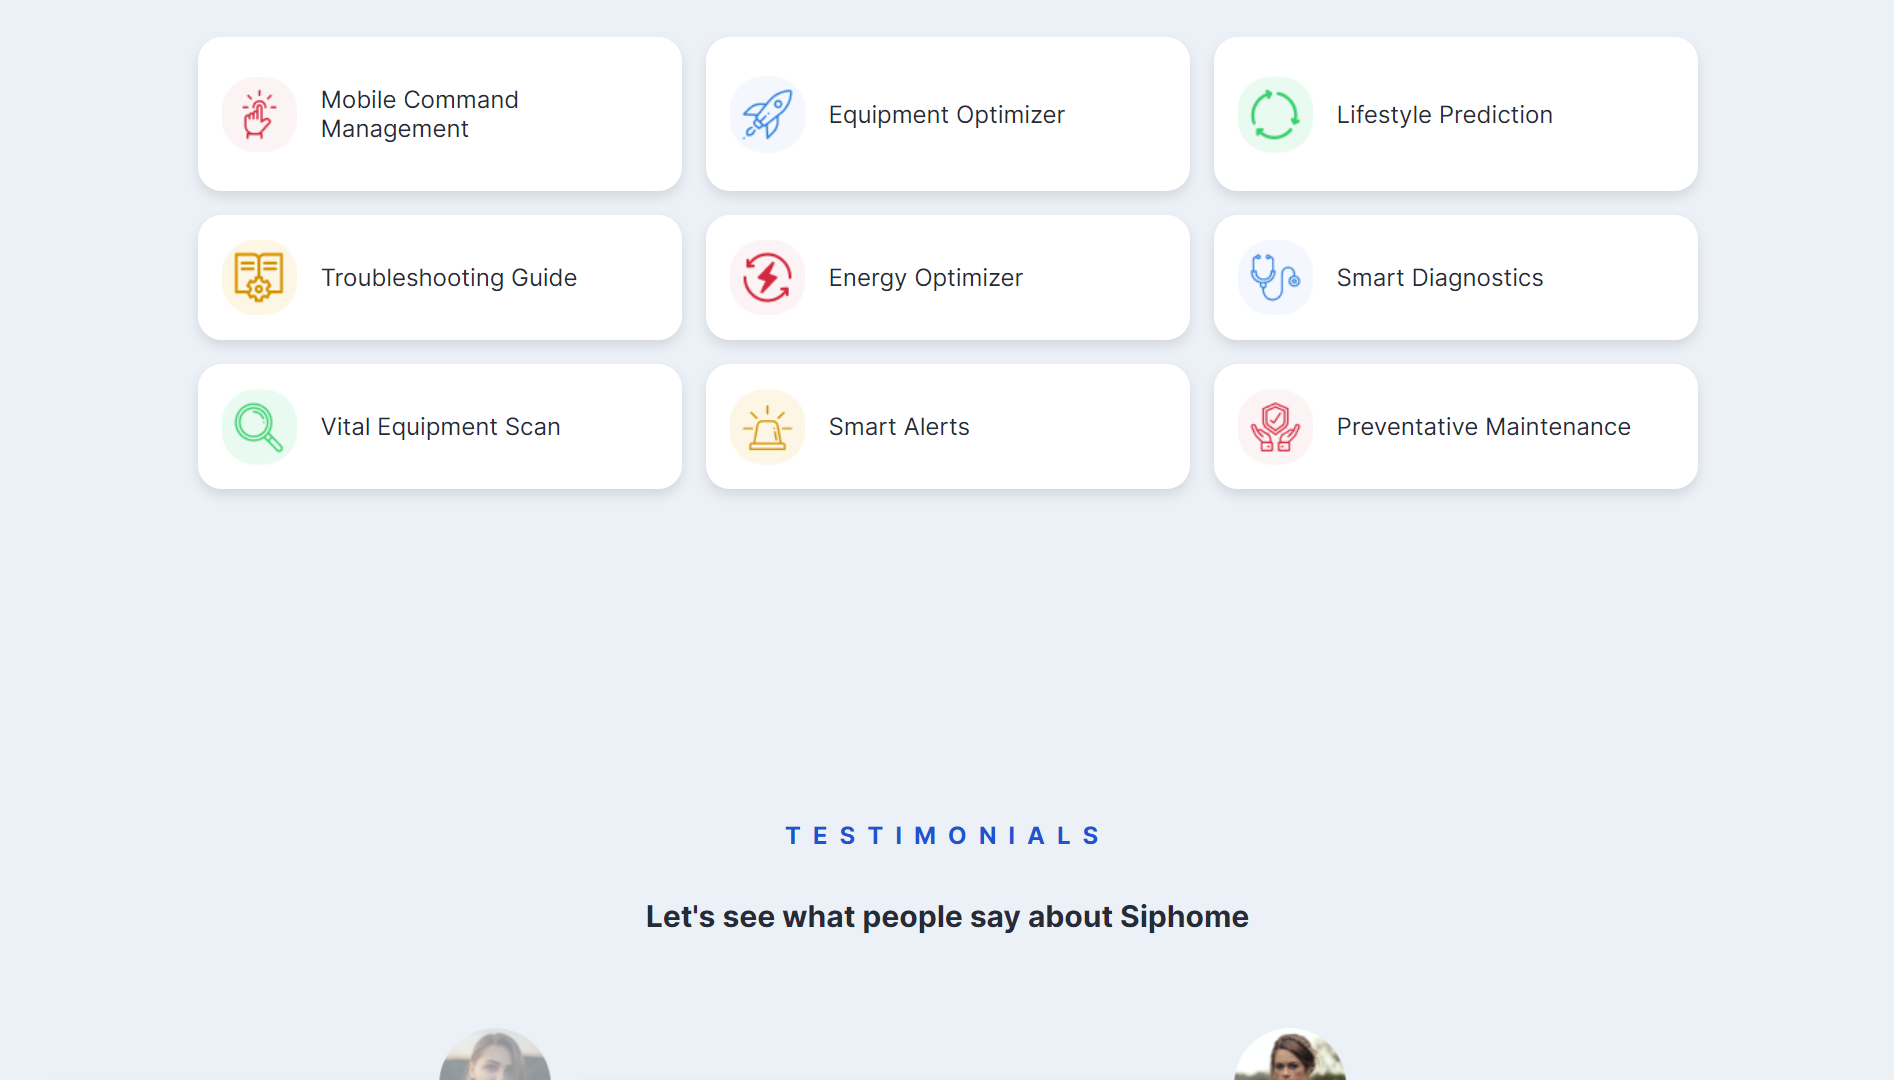 Mobile Command
Management
Equipment Optimizer
Lifestyle Prediction
Troubleshooting Guide
Energy Optimizer
Smart Diagnostics
Vital Equipment Scan
Smart Alerts
Preventative Maintenance
TESTIMONIALS
Let's see what people say about Siphome